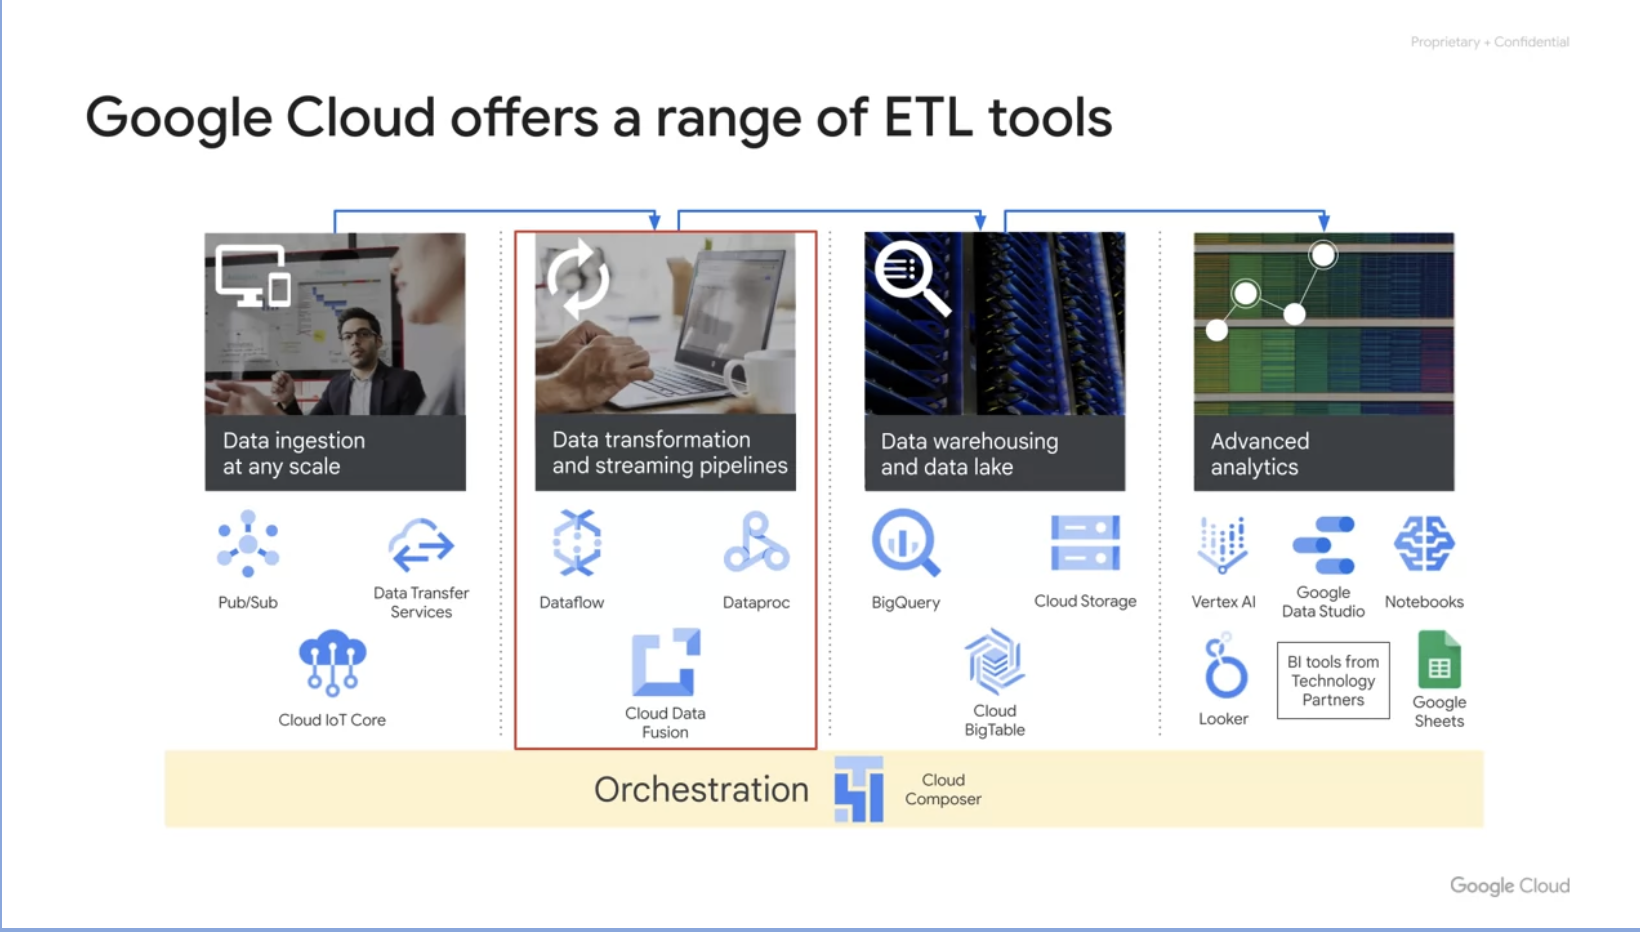 Proprietary + Confidential
Google Cloud offers a range of ETL tools
Data ingestion
at any scale
Pub/Sub
Data Transfer
Services
Cloud IoT Core
Data transformation
and streaming pipelines
Dataflow
Dataproc
Cloud Data
Fusion
Data warehousing
and data lake
BigQuery
Cloud Storage
Cloud
BigTable
Advanced
analytics
Vertex AI
Google
Data Studio
Notebooks
Looker
BI tools from
Technology
Partners
Google
Sheets
Orchestration
Cloud
Composer
Google Cloud